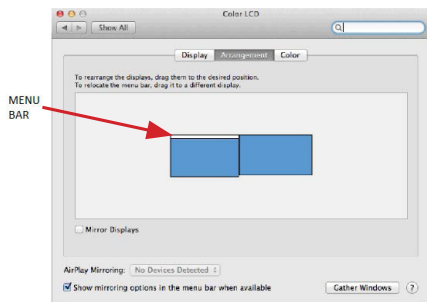 Color LCD
Show All
Display Arrangement Color
To rearrange the displays, drag them to the desired position.
To relocate the menu bar, drag it to a different display.
MENU
BAR
Mirror Displays
AirPlay Mirroring: No Devices Detected
Show mirroring options in the menu bar when available
Gather Windows ?